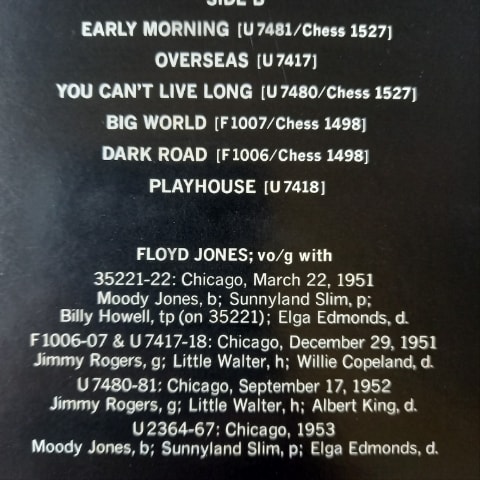 SIDE B
EARLY MORNING [U 7481/Chess 1527]
OVERSEAS [U 7417]
YOU CAN'T LIVE LONG [U 7480/Chess 1527]
BIG WORLD [F 1007/Chess 1498]
DARK ROAD [F 1006/Chess 1498]
PLAYHOUSE [U 7418]
FLOYD JONES; vo/g with
35221-22: Chicago, March 22, 1951
Moody Jones, b; Sunnyland Slim, p;
Billy Howell, tp (on 35221); Elga Edmonds, d.
F 1006-07 & U 7417-18: Chicago, December 29, 1951
Jimmy Rogers, g; Little Walter, h; Willie Copeland, d.
U 7480-81: Chicago, September 17, 1952
Jimmy Rogers, g; Little Walter, h; Albert King, d.
U 2364-67: Chicago, 1953
Moody Jones, b; Sunnyland Slim, p; Elga Edmonds, d.